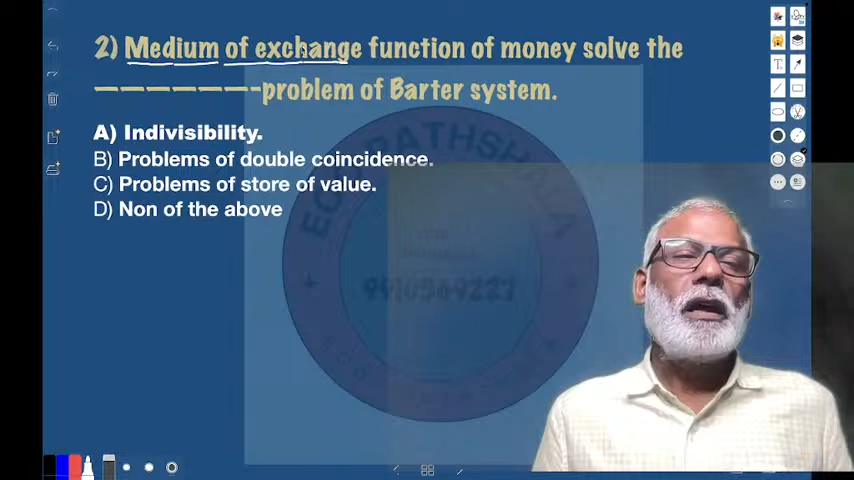 2) Medium of exchange function of money solve the
————————-problem of Barter system.
A) Indivisibility.
B) Problems of double coincidence.
C) Problems of store of value.
D) Non of the above
ECOPATHSHALA